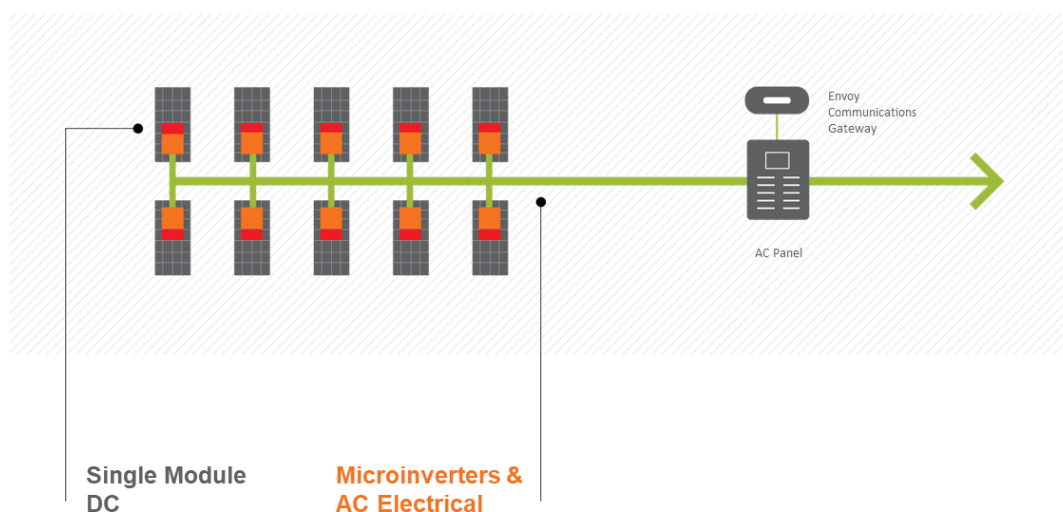 Envoy
Communications
Gateway
AC Panel
Single Module
DC
Microinverters &
AC Electrical